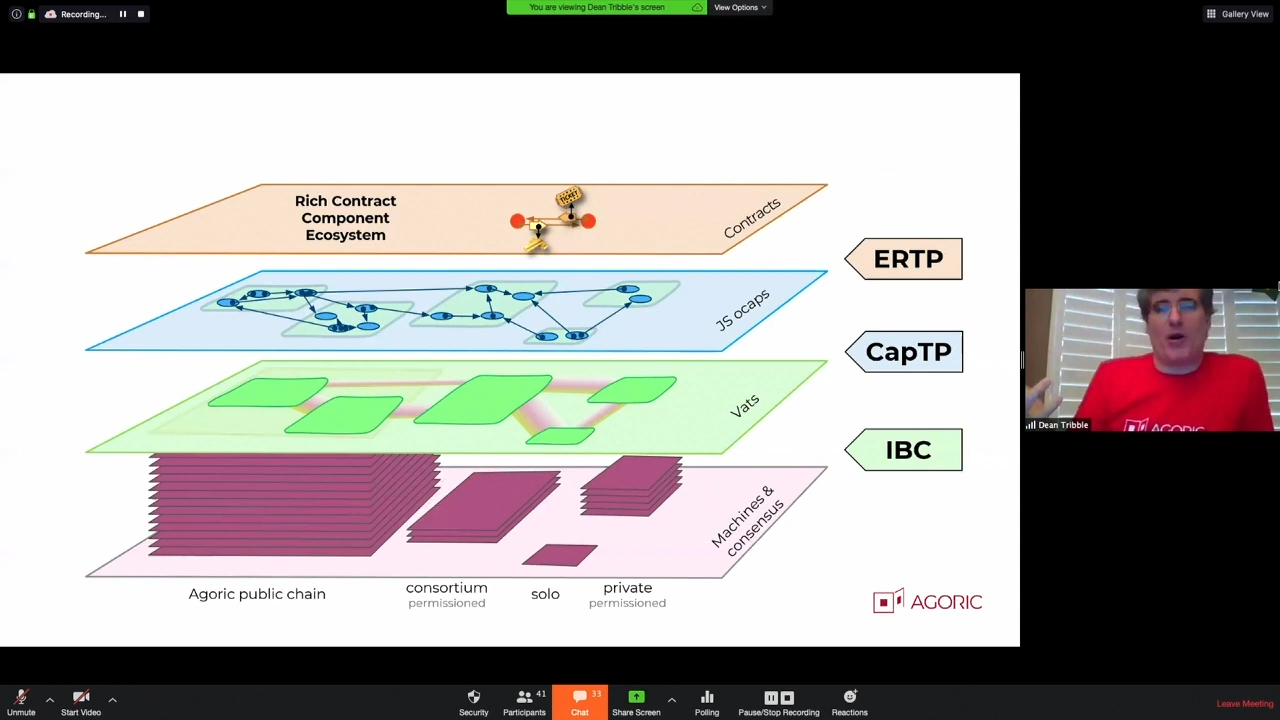 Recording...
You are viewing Dean Tribble's screen
View Options
Gallery View
Rich Contract
Component
Ecosystem
TICKET
Contracts
ERTP
JS ocaps
CapTP
Vats
IBC
Machines &
consensus
Agoric public chain
consortium
permissioned
solo
private
permissioned
AGORIC
AGORIC
Dean Tribble
Unmute
Start Video
Security
Participants
41
Chat
33
Share Screen
Polling
Pause/Stop Recording
Reactions
Leave Meeting